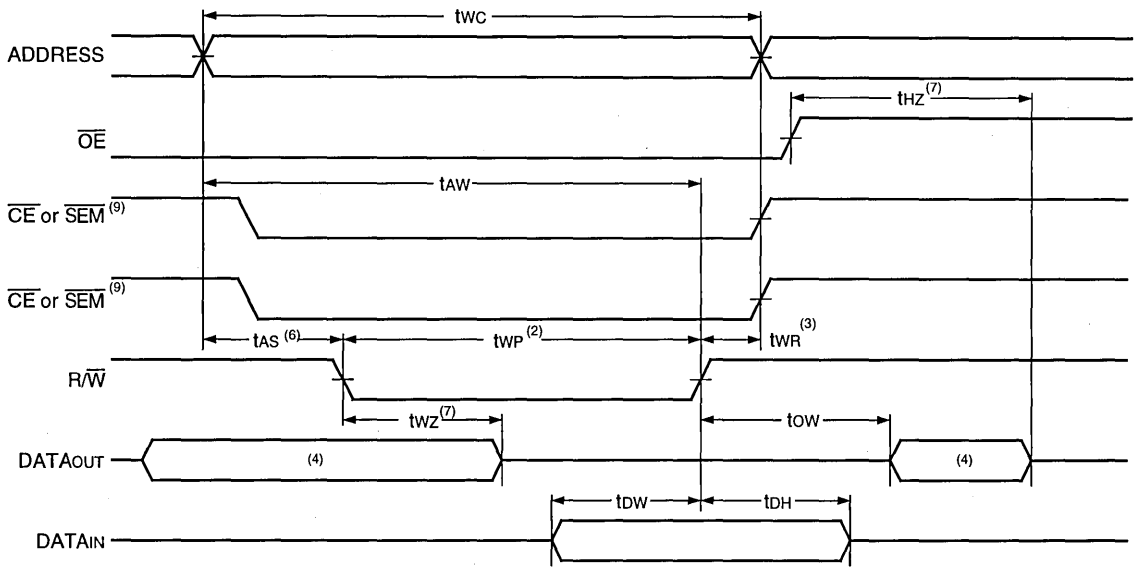 tWC
ADDRESS
tHZ (7)
OE
tAW
CE or SEM (9)
CE or SEM (9)
tAS (6) tWP (2) tWR (3)
R/W
tWZ (7) tOW
DATAOUT (4) (4)
tDW tDH
DATAIN